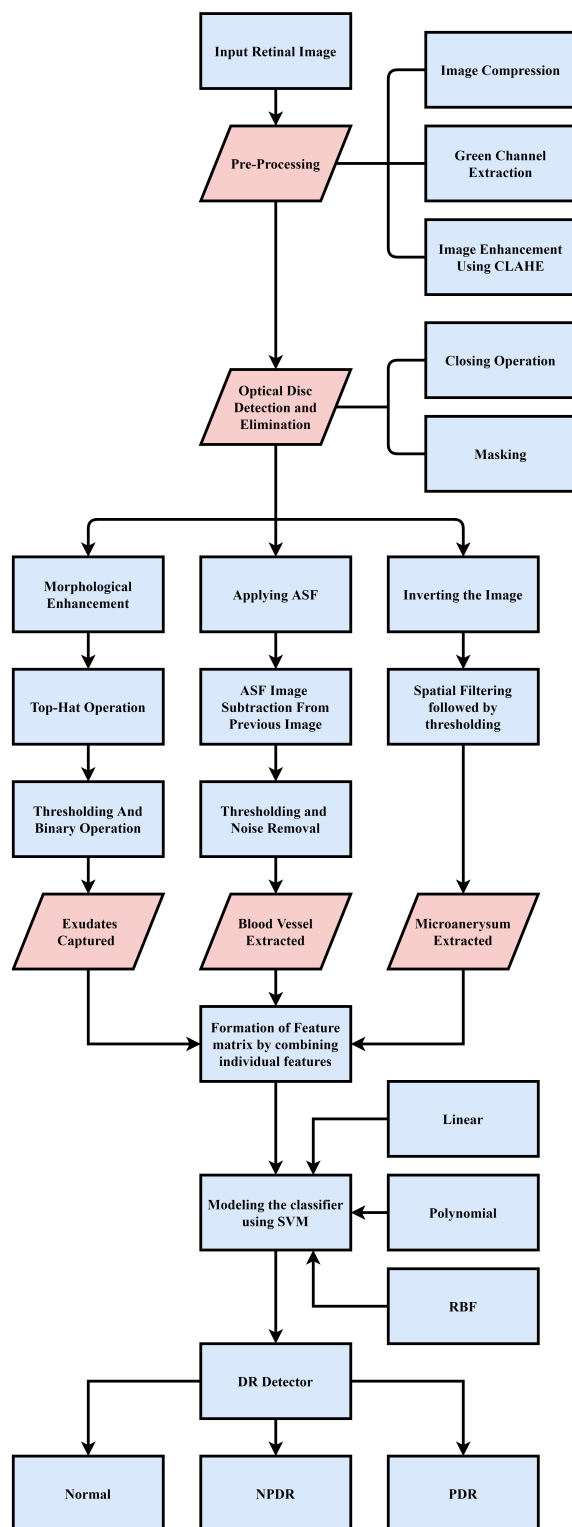 Input Retinal Image
Image Compression
Pre-Processing
Green Channel
Extraction
Image Enhancement
Using CLAHE
Closing Operation
Optical Disc
Detection and
Elimination
Masking
Morphological
Enhancement
Applying ASF
Inverting the Image
Top-Hat Operation
ASF Image
Subtraction From
Previous Image
Spatial Filtering
followed by
thresholding
Thresholding And
Binary Operation
Thresholding and
Noise Removal
Exudates
Captured
Blood Vessel
Extracted
Microanerysum
Extracted
Formation of Feature
matrix by combining
individual features
Linear
Modeling the classifier
using SVM
Polynomial
RBF
DR Detector
Normal
NPDR
PDR